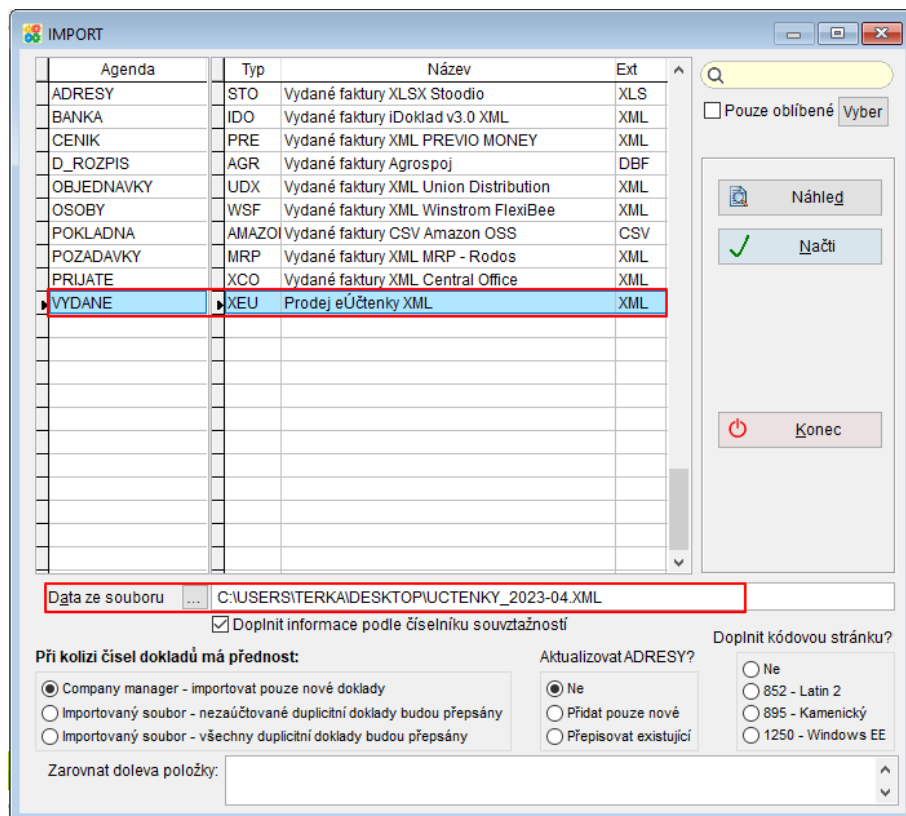 IMPORT
Agenda Typ Název Ext
ADRESY STO Vydané faktury XLSX Stoodio XLS
BANKA IDO Vydané faktury iDoklad v3.0 XML XML
CENIK PRE Vydané faktury XML PREVIO MONEY XML
D_ROZPIS AGR Vydané faktury Agrospoj DBF
OBJEDNAVKY UDX Vydané faktury XML Union Distribution XML
OSOBY WSF Vydané faktury XML Winstrom FlexiBee XML
POKLADNA AMAZO Vydané faktury CSV Amazon OSS CSV
POZADAVKY MRP Vydané faktury XML MRP - Rodos XML
PRIJATE XCO Vydané faktury XML Central Office XML
VYDANE XEU Prodej eÚčtenky XML XML
Pouze oblíbené Vyber
Náhled
Načti
Konec
Data ze souboru ... C:\USERS\TERKA\DESKTOP\UCTENKY_2023-04.XML
Doplnit informace podle číselníku souvztažností
Při kolizi čísel dokladů má přednost:
Company manager - importovat pouze nové doklady
Importovaný soubor - nezaúčtované duplicitní doklady budou přepsány
Importovaný soubor - všechny duplicitní doklady budou přepsány
Aktualizovat ADRESY?
Ne
Přidat pouze nové
Přepisovat existující
Doplnit kódovou stránku?
Ne
852 - Latin 2
895 - Kamenický
1250 - Windows EE
Zarovnat doleva položky: